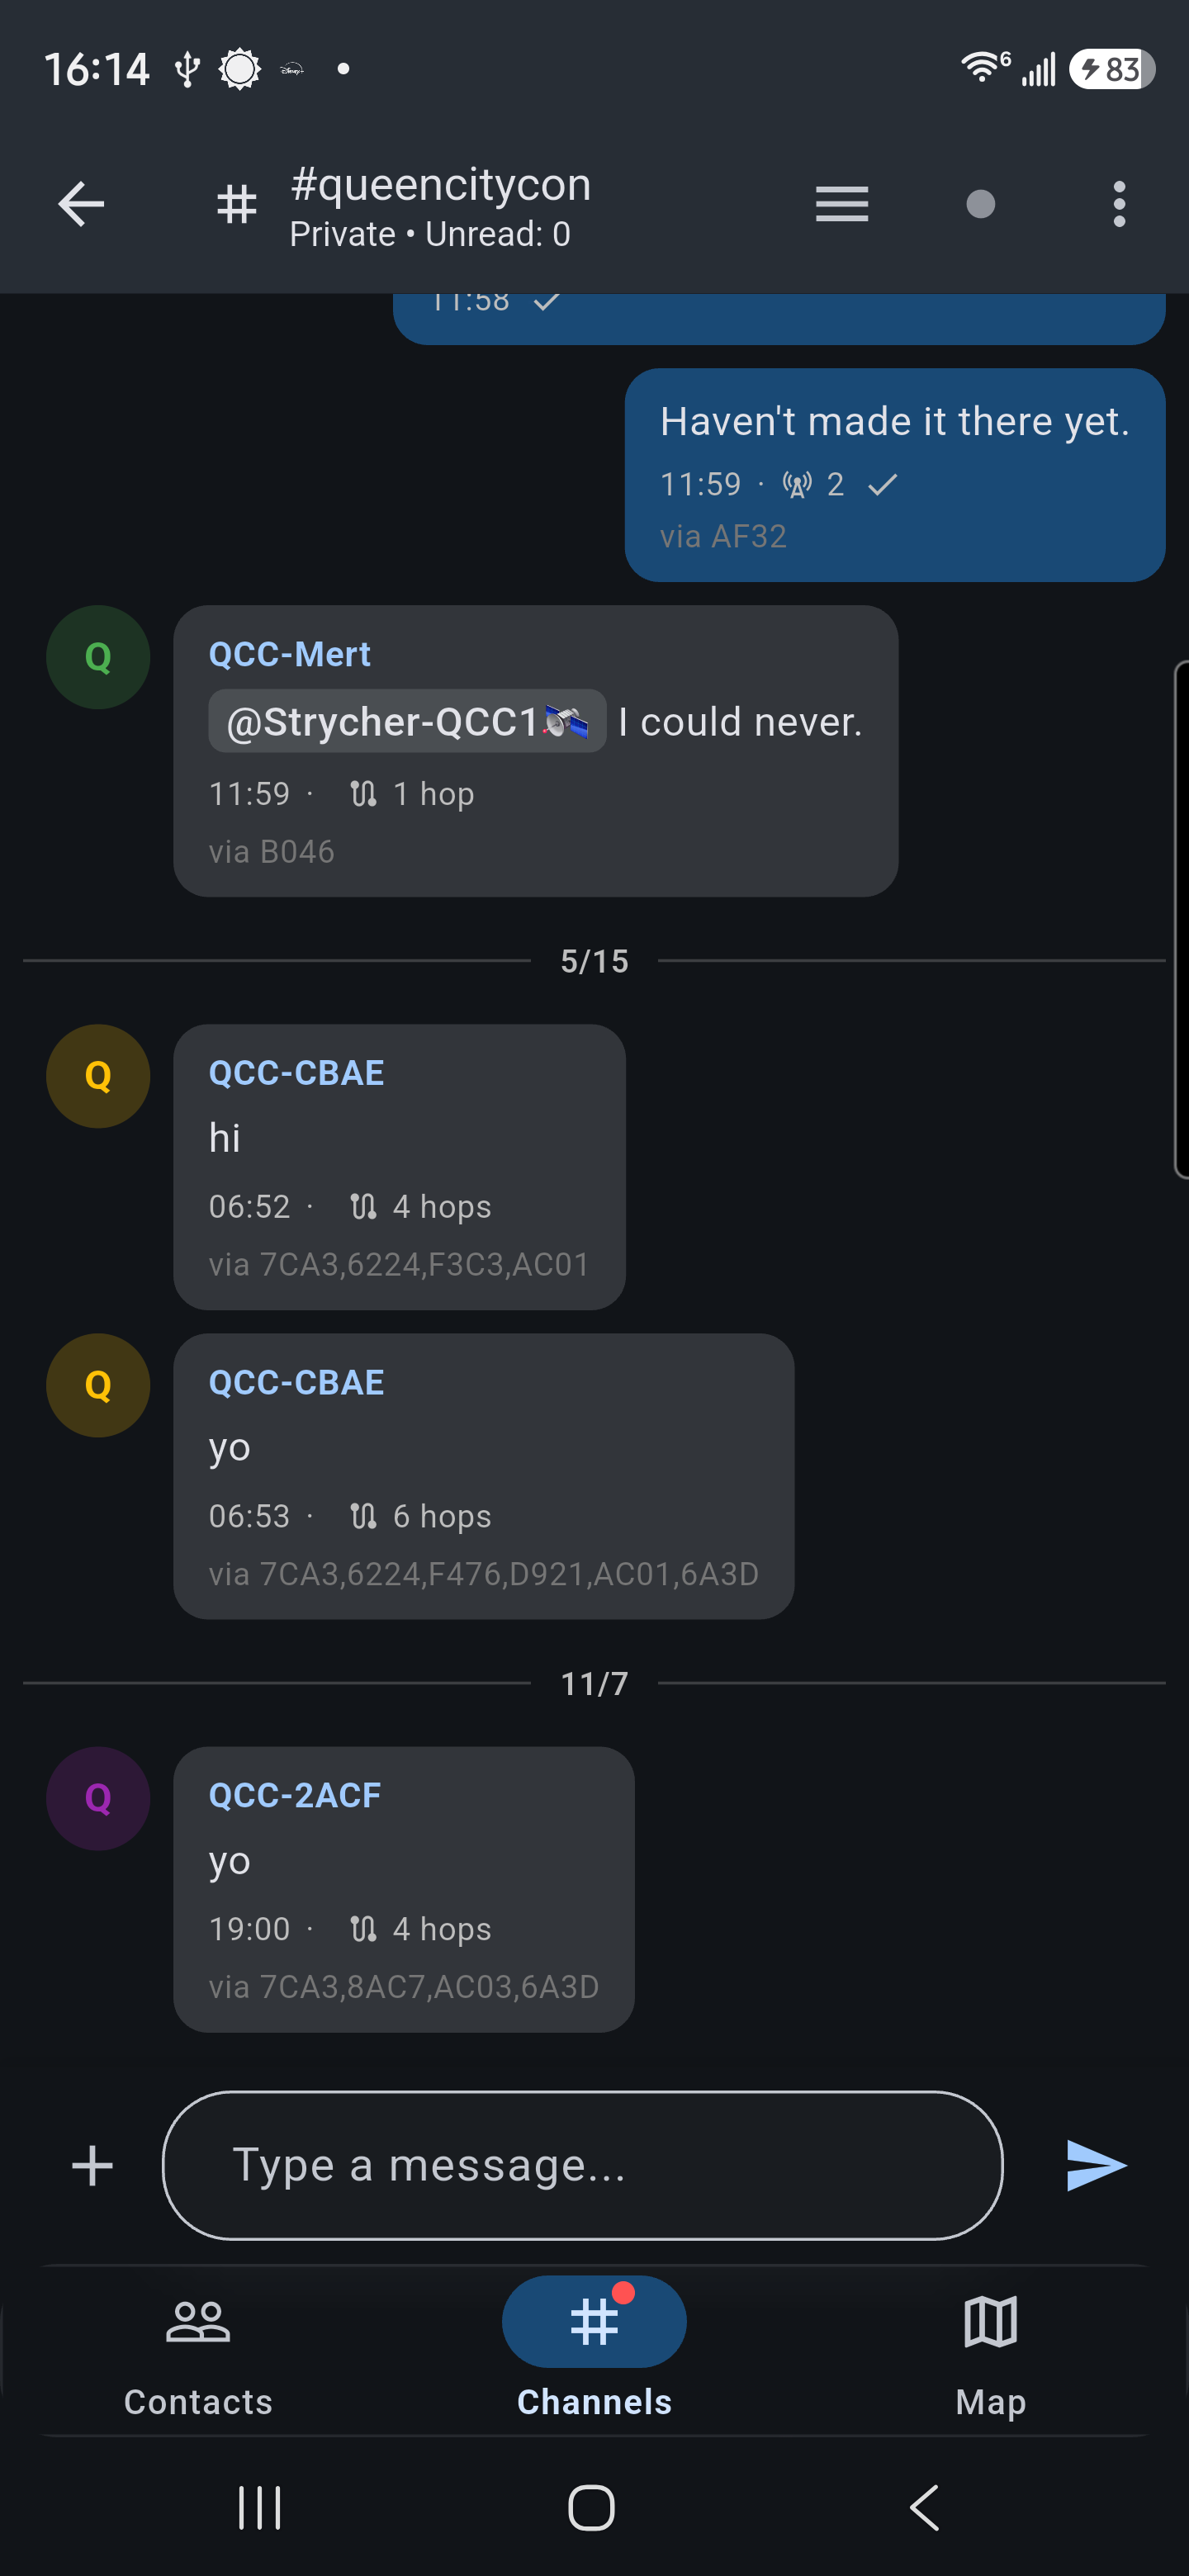 16:14
6
83
#queencitycon
Private • Unread: 0
11:58
Haven't made it there yet.
11:59 · 2
via AF32
Q
QCC-Mert
@Strycher-QCC1🛰️ I could never.
11:59 · 1 hop
via B046
5/15
Q
QCC-CBAE
hi
06:52 · 4 hops
via 7CA3,6224,F3C3,AC01
Q
QCC-CBAE
yo
06:53 · 6 hops
via 7CA3,6224,F476,D921,AC01,6A3D
11/7
Q
QCC-2ACF
yo
19:00 · 4 hops
via 7CA3,8AC7,AC03,6A3D
Type a message...
Contacts
Channels
Map